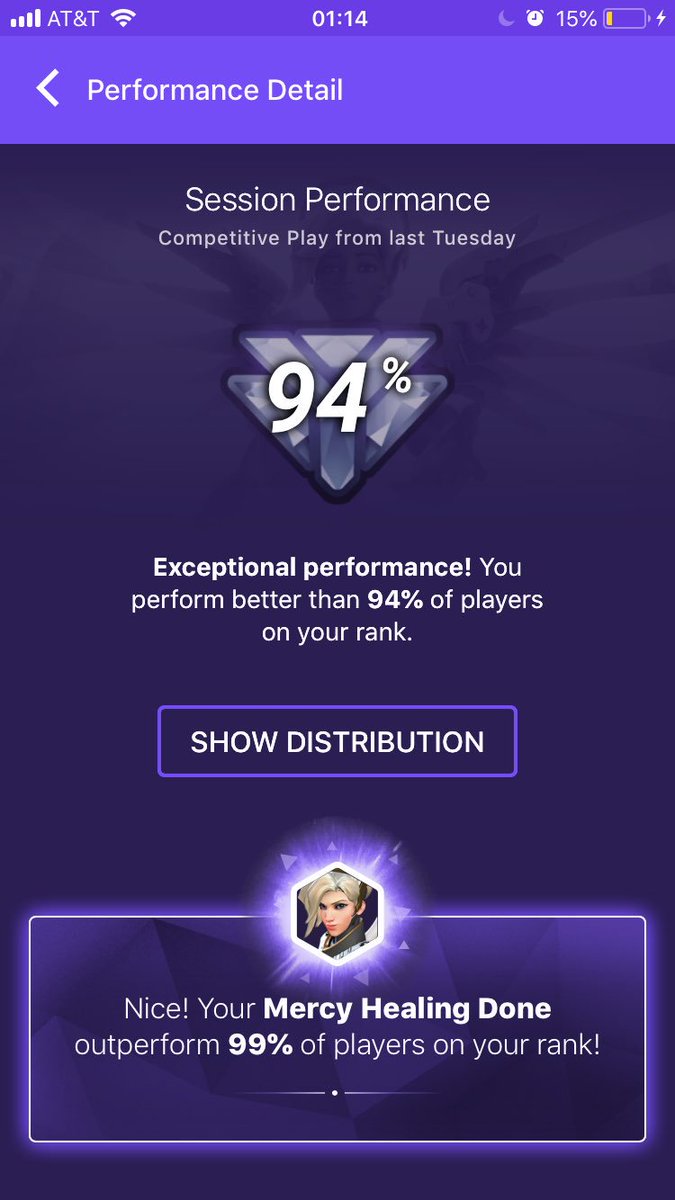 AT&T 01:14 15%
Performance Detail
Session Performance
Competitive Play from last Tuesday
94%
Exceptional performance! You
perform better than 94% of players
on your rank.
SHOW DISTRIBUTION
Nice! Your Mercy Healing Done
outperform 99% of players on your rank!